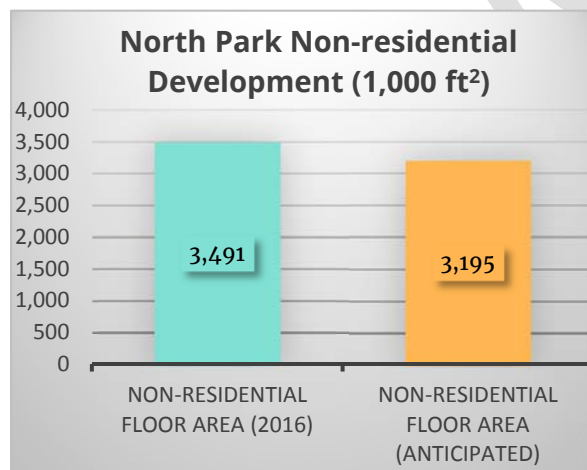 North Park Non-residential
Development (1,000 ft²)
4,000
3,500
3,000
2,500
2,000
1,500
1,000
500
0
3,491
3,195
NON-RESIDENTIAL
FLOOR AREA (2016)
NON-RESIDENTIAL
FLOOR AREA
(ANTICIPATED)